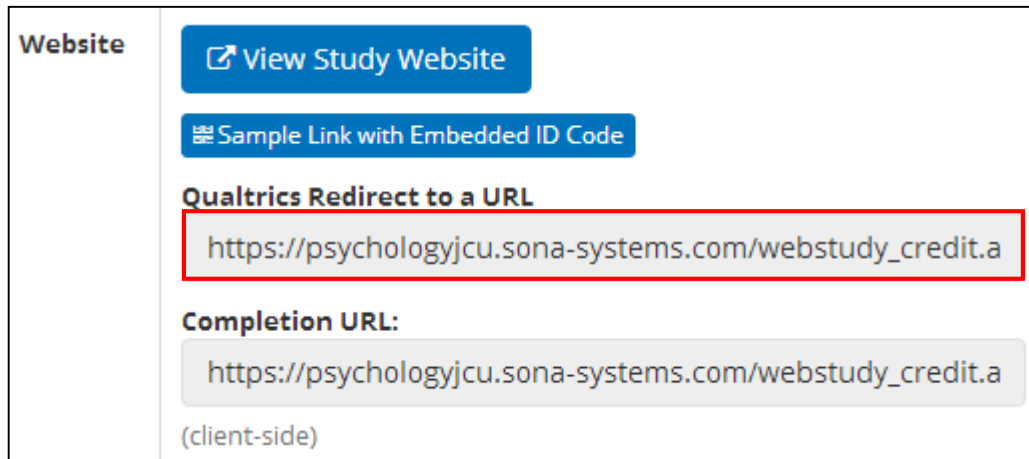 Website
View Study Website
Sample Link with Embedded ID Code
Qualtrics Redirect to a URL
https://psychologyjcu.sona-systems.com/webstudy_credit.a
Completion URL:
https://psychologyjcu.sona-systems.com/webstudy_credit.a
(client-side)